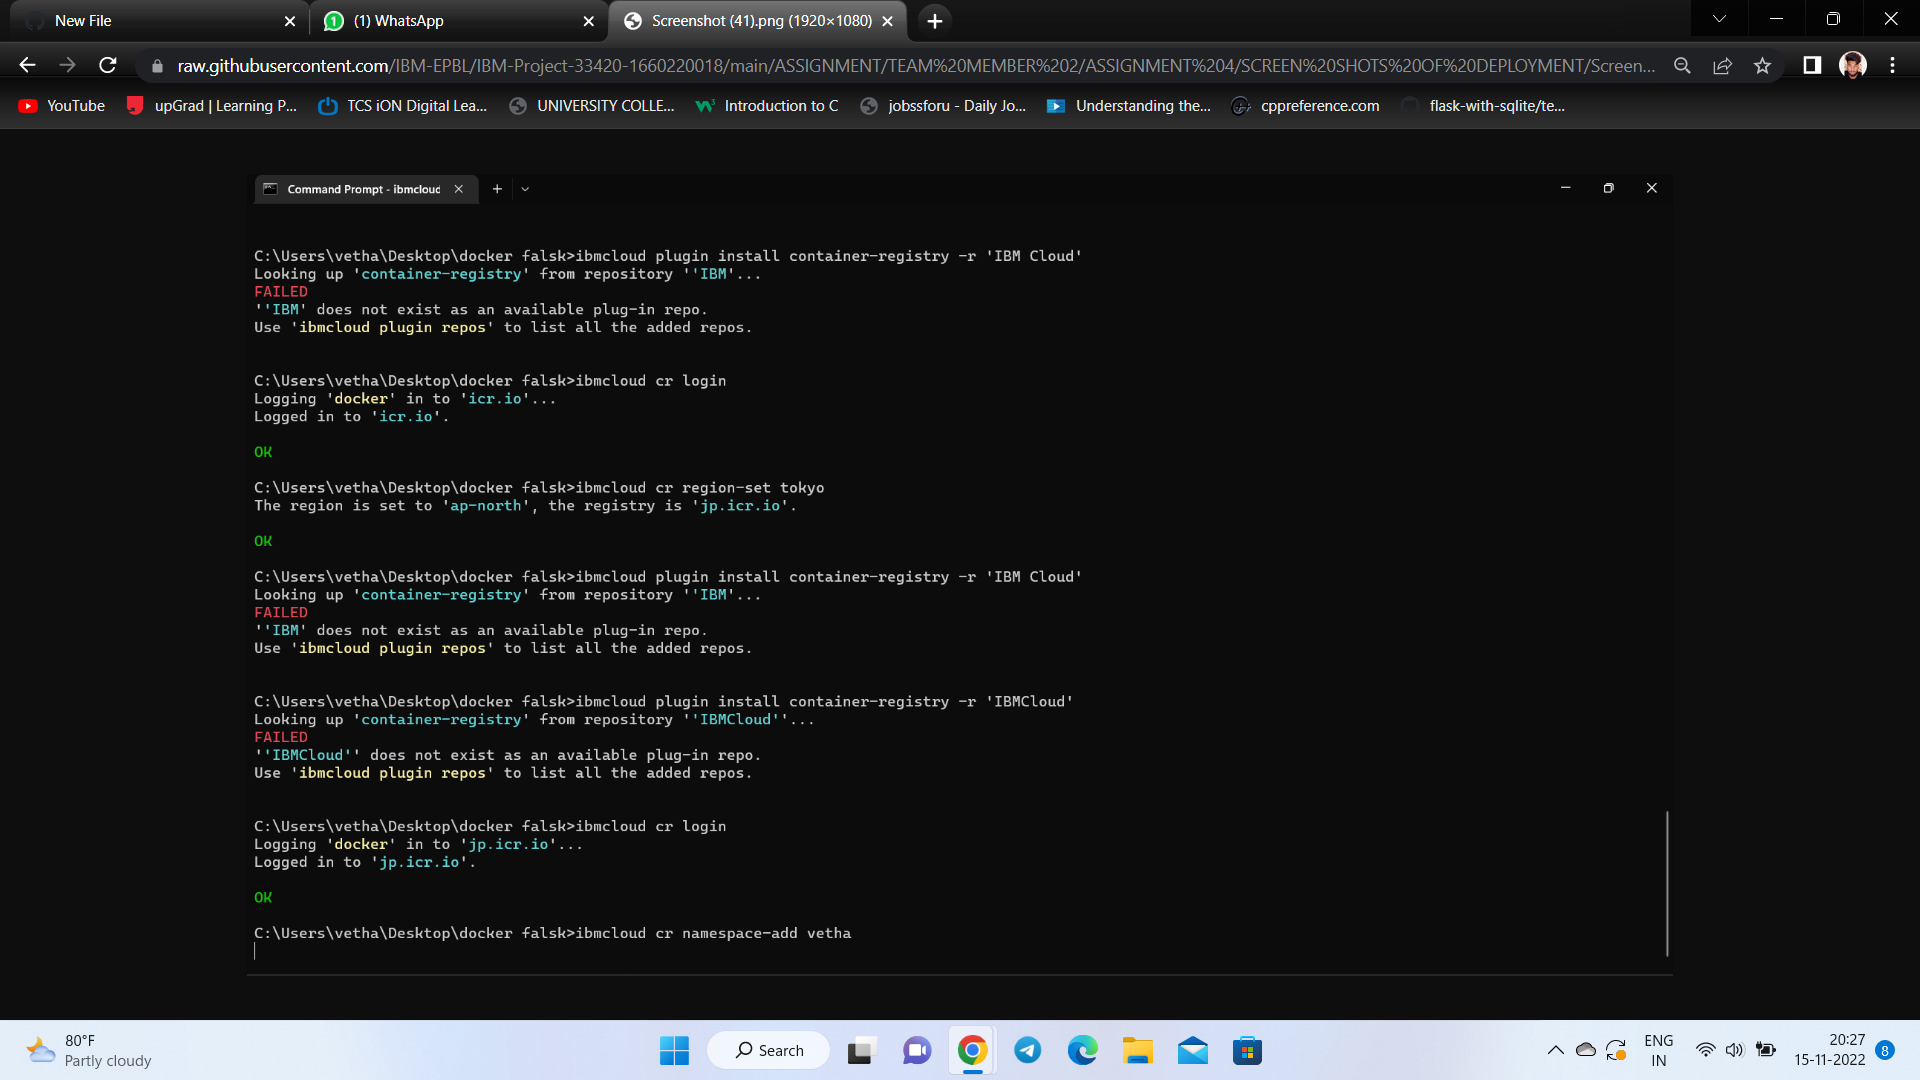 New File
(1) WhatsApp
Screenshot (41).png (1920×1080)
raw.githubusercontent.com/IBM-EPBL/IBM-Project-33420-1660220018/main/ASSIGNMENT/TEAM%20MEMBER%202/ASSIGNMENT%204/SCREEN%20SHOTS%20OF%20DEPLOYMENT/Screen...
YouTube
upGrad | Learning P...
TCS iON Digital Lea...
UNIVERSITY COLLE...
Introduction to C
jobssforu - Daily Jo...
Understanding the...
cppreference.com
flask-with-sqlite/te...
Command Prompt - ibmcloud
C:\Users\vetha\Desktop\docker falsk>ibmcloud plugin install container-registry -r 'IBM Cloud'
Looking up 'container-registry' from repository ''IBM'...
FAILED
''IBM' does not exist as an available plug-in repo.
Use 'ibmcloud plugin repos' to list all the added repos.
C:\Users\vetha\Desktop\docker falsk>ibmcloud cr login
Logging 'docker' in to 'icr.io'...
Logged in to 'icr.io'.
OK
C:\Users\vetha\Desktop\docker falsk>ibmcloud cr region-set tokyo
The region is set to 'ap-north', the registry is 'jp.icr.io'.
OK
C:\Users\vetha\Desktop\docker falsk>ibmcloud plugin install container-registry -r 'IBM Cloud'
Looking up 'container-registry' from repository ''IBM'...
FAILED
''IBM' does not exist as an available plug-in repo.
Use 'ibmcloud plugin repos' to list all the added repos.
C:\Users\vetha\Desktop\docker falsk>ibmcloud plugin install container-registry -r 'IBMCloud'
Looking up 'container-registry' from repository ''IBMCloud''...
FAILED
''IBMCloud'' does not exist as an available plug-in repo.
Use 'ibmcloud plugin repos' to list all the added repos.
C:\Users\vetha\Desktop\docker falsk>ibmcloud cr login
Logging 'docker' in to 'jp.icr.io'...
Logged in to 'jp.icr.io'.
OK
C:\Users\vetha\Desktop\docker falsk>ibmcloud cr namespace-add vetha
80°F
Partly cloudy
Search
ENG
IN
20:27
15-11-2022
8